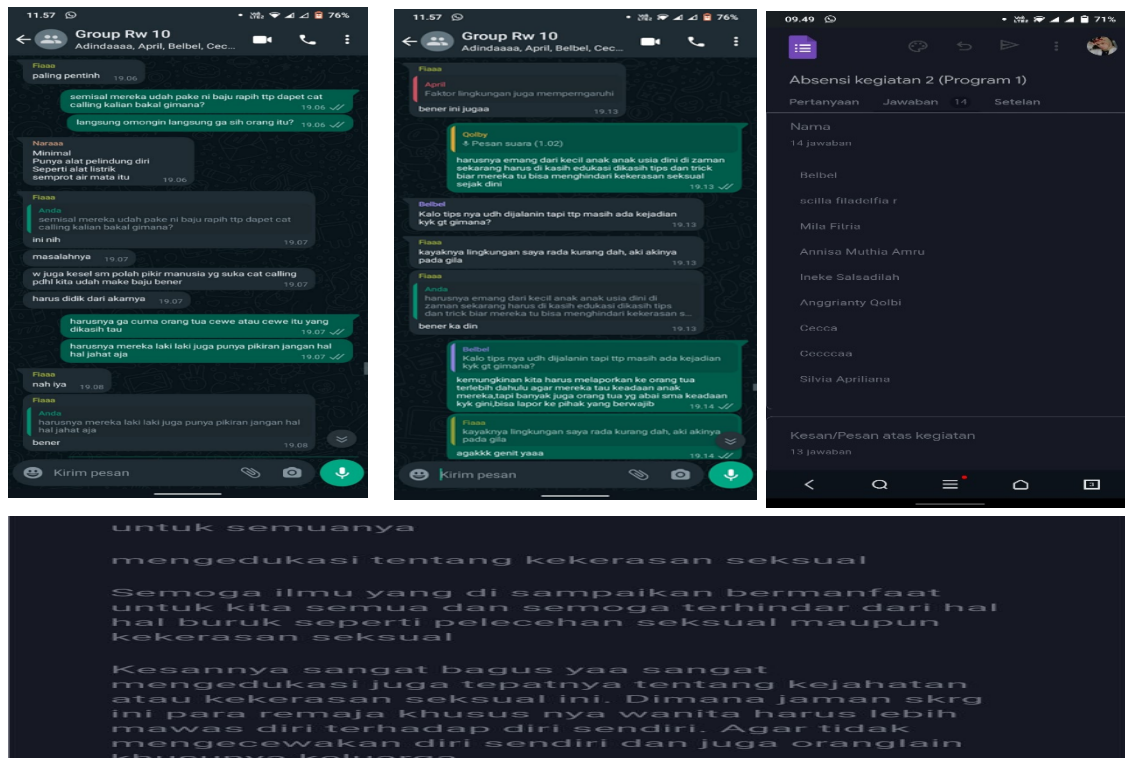 11.57
76%
Group Rw 10
Adindaaaa, April, Belbel, Cec...
Fiaaa
paling pentinh 19.06
semisal mereka udah pake ni baju rapih ttp dapet cat
calling kalian bakal gimana?
19.06
langsung omongin langsung ga sih orang itu? 19.06
Naraaa
Minimal
Punya alat pelindung diri
Seperti alat listrik
semprot air mata itu 19.06
Fiaaa
Anda
semisal mereka udah pake ni baju rapih ttp dapet cat
calling kalian bakal gimana?
ini nih 19.07
masalahnya 19.07
w juga kesel sm polah pikir manusia yg suka cat calling
pdhl kita udah make baju bener 19.07
harus didik dari akarnya 19.07
harusnya ga cuma orang tua cewe atau cewe itu yang
dikasih tau 19.07
harusnya mereka laki laki juga punya pikiran jangan hal
hal jahat aja 19.07
Fiaaa
nah iya 19.08
Fiaaa
Anda
harusnya mereka laki laki juga punya pikiran jangan hal
hal jahat aja
bener 19.08
Kirim pesan
11.57
76%
Group Rw 10
Adindaaaa, April, Belbel, Cec...
Fiaaa
April
Faktor lingkungan juga mempemgaruhi
bener ini jugaa 19.13
Qolby
Pesan suara (1.02)
harusnya emang dari kecil anak anak usia dini di zaman
sekarang harus di kasih edukasi dikasih tips dan trick
biar mereka tu bisa menghindari kekerasan seksual
sejak dini 19.13
Belbel
Kalo tips nya udh dijalanin tapi ttp masih ada kejadian
kyk gt gimana? 19.13
Fiaaa
kayaknya lingkungan saya rada kurang dah, aki akinya
pada gila 19.13
Fiaaa
Anda
harusnya emang dari kecil anak anak usia dini di
zaman sekarang harus di kasih edukasi dikasih tips
dan trick biar mereka tu bisa menghindari kekerasan s...
bener ka din 19.13
Belbel
Kalo tips nya udh dijalanin tapi ttp masih ada kejadian
kyk gt gimana?
kemungkinan kita harus melaporkan ke orang tua
terlebih dahulu agar mereka tau keadaan anak
mereka,tapi banyak juga orang tua yg abai sma keadaan
kyk gini,bisa lapor ke pihak yang berwajib 19.14
Fiaaa
kayaknya lingkungan saya rada kurang dah, aki akinya
pada gila
agakkk genit yaaa 19.14
Kirim pesan
09.49
71%
Absensi kegiatan 2 (Program 1)
Pertanyaan Jawaban 14 Setelan
Nama
14 jawaban
Belbel
scilla filadelfia r
Mila Fitria
Annisa Muthia Amru
Ineke Salsadilah
Anggrianty Qolbi
Cecca
Cecccaa
Silvia Apriliana
Kesan/Pesan atas kegiatan
13 jawaban
3
untuk semuanya
mengedukasi tentang kekerasan seksual
Semoga ilmu yang di sampaikan bermanfaat
untuk kita semua dan semoga terhindar dari hal
hal buruk seperti pelecehan seksual maupun
kekerasan seksual
Kesannya sangat bagus yaa sangat
mengedukasi juga tepatnya tentang kejahatan
atau kekerasan seksual ini. Dimana jaman skrg
ini para remaja khusus nya wanita harus lebih
mawas diri terhadap diri sendiri. Agar tidak
mengecewakan diri sendiri dan juga oranglain